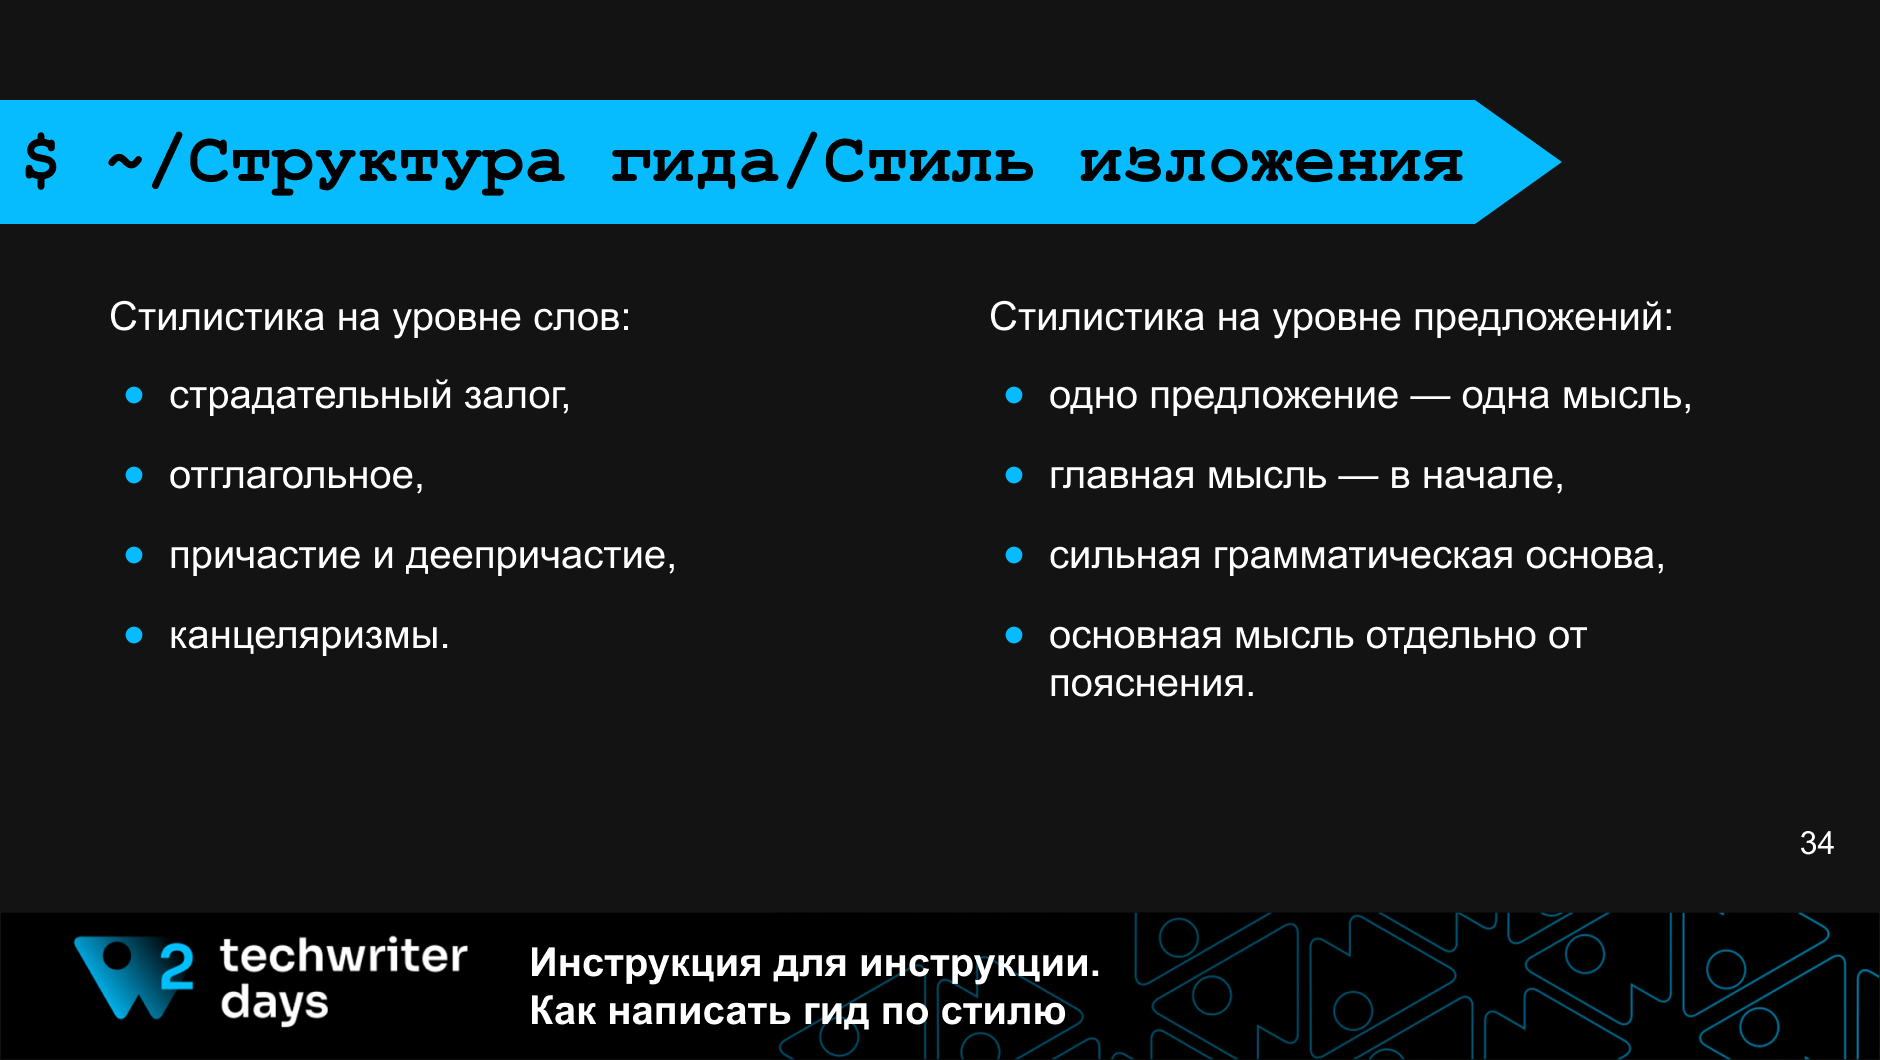 $ ~/Структура гида/Стиль изложения
Стилистика на уровне слов:
● страдательный залог,
● отглагольное,
● причастие и деепричастие,
● канцеляризмы.
Стилистика на уровне предложений:
● одно предложение — одна мысль,
● главная мысль — в начале,
● сильная грамматическая основа,
● основная мысль отдельно от
пояснения.
34
2
techwriter
days
Инструкция для инструкции.
Как написать гид по стилю